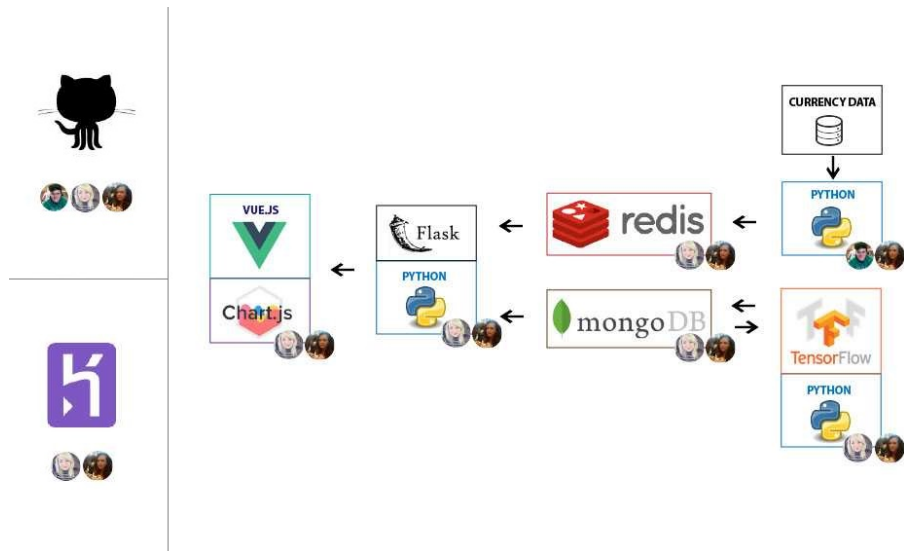 CURRENCY DATA
PYTHON
VUE.JS
Flask
redis
PYTHON
Chart.js
mongoDB
TensorFlow
PYTHON